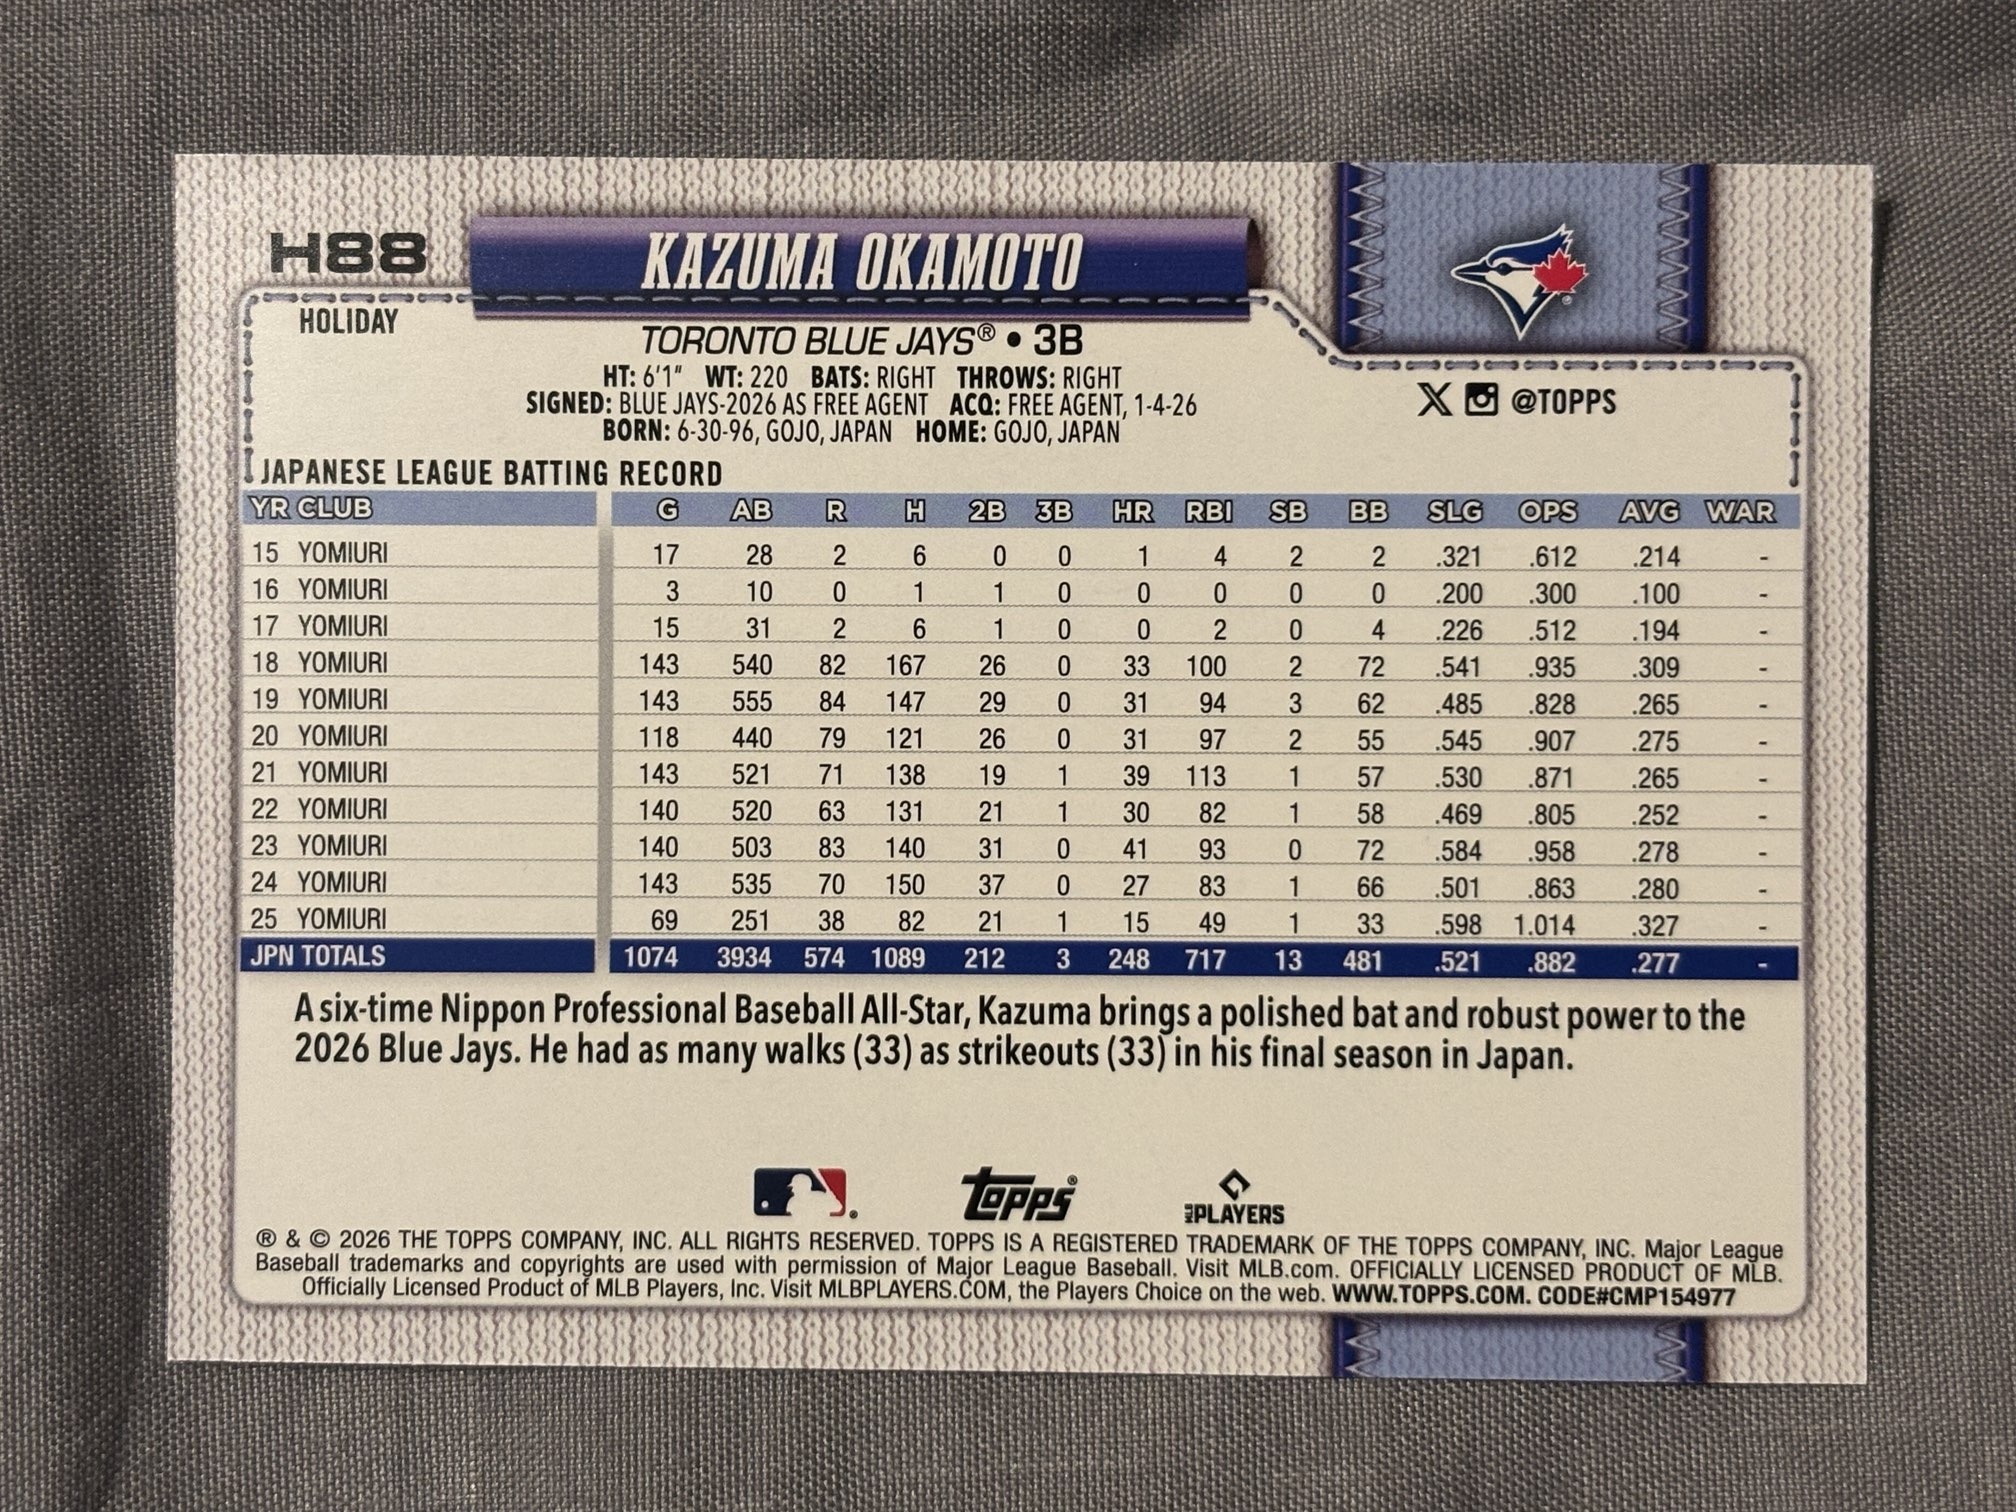 H88
KAZUMA OKAMOTO
HOLIDAY
TORONTO BLUE JAYS® • 3B
HT: 6'1" WT: 220 BATS: RIGHT THROWS: RIGHT
SIGNED: BLUE JAYS-2026 AS FREE AGENT ACQ: FREE AGENT, 1-4-26
BORN: 6-30-96, GOJO, JAPAN HOME: GOJO, JAPAN
X @TOPPS
JAPANESE LEAGUE BATTING RECORD
YR CLUB G AB R H 2B 3B HR RBI SB BB SLG OPS AVG WAR
15 YOMIURI 17 28 2 6 0 0 1 4 2 2 .321 .612 .214 -
16 YOMIURI 3 10 0 1 1 0 0 0 0 0 .200 .300 .100 -
17 YOMIURI 15 31 2 6 1 0 0 2 0 4 .226 .512 .194 -
18 YOMIURI 143 540 82 167 26 0 33 100 2 72 .541 .935 .309 -
19 YOMIURI 143 555 84 147 29 0 31 94 3 62 .485 .828 .265 -
20 YOMIURI 118 440 79 121 26 0 31 97 2 55 .545 .907 .275 -
21 YOMIURI 143 521 71 138 19 1 39 113 1 57 .530 .871 .265 -
22 YOMIURI 140 520 63 131 21 1 30 82 1 58 .469 .805 .252 -
23 YOMIURI 140 503 83 140 31 0 41 93 0 72 .584 .958 .278 -
24 YOMIURI 143 535 70 150 37 0 27 83 1 66 .501 .863 .280 -
25 YOMIURI 69 251 38 82 21 1 15 49 1 33 .598 1.014 .327 -
JPN TOTALS 1074 3934 574 1089 212 3 248 717 13 481 .521 .882 .277 -
A six-time Nippon Professional Baseball All-Star, Kazuma brings a polished bat and robust power to the
2026 Blue Jays. He had as many walks (33) as strikeouts (33) in his final season in Japan.
Topps® MLB PLAYERS
® & © 2026 THE TOPPS COMPANY, INC. ALL RIGHTS RESERVED. TOPPS IS A REGISTERED TRADEMARK OF THE TOPPS COMPANY, INC. Major League
Baseball trademarks and copyrights are used with permission of Major League Baseball. Visit MLB.com. OFFICIALLY LICENSED PRODUCT OF MLB.
Officially Licensed Product of MLB Players, Inc. Visit MLBPLAYERS.COM, the Players Choice on the web. WWW.TOPPS.COM. CODE#CMP154977